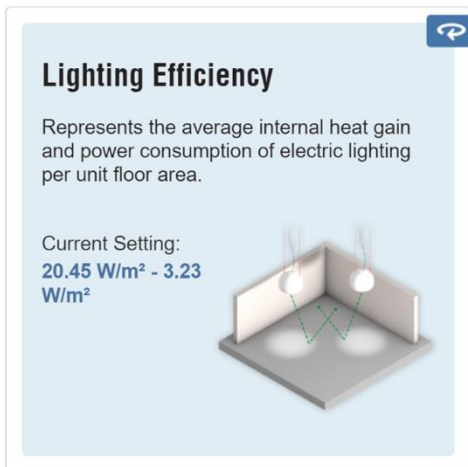 Lighting Efficiency
Represents the average internal heat gain
and power consumption of electric lighting
per unit floor area.
Current Setting:
20.45 W/m² - 3.23
W/m²